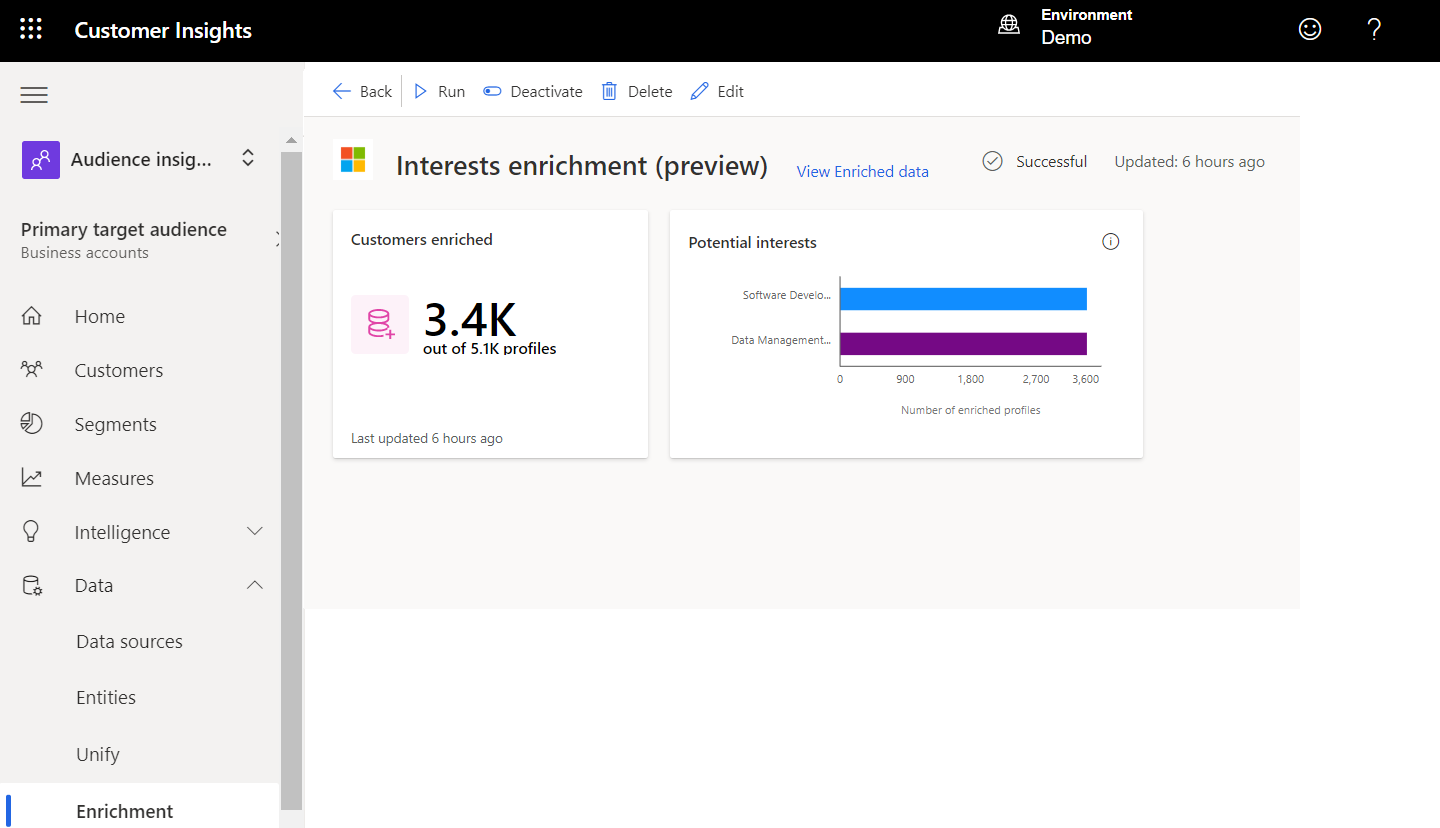 Customer Insights
Environment
Demo
?
Back
Run
Deactivate
Delete
Edit
Audience insig...
Interests enrichment (preview)
View Enriched data
Successful
Updated: 6 hours ago
Primary target audience
Business accounts
Home
Customers
Segments
Measures
Intelligence
Data
Data sources
Entities
Unify
Enrichment
Customers enriched
3.4K
out of 5.1K profiles
Last updated 6 hours ago
Potential interests
Software Develo...
Data Management...
0 900 1,800 2,700 3,600
Number of enriched profiles